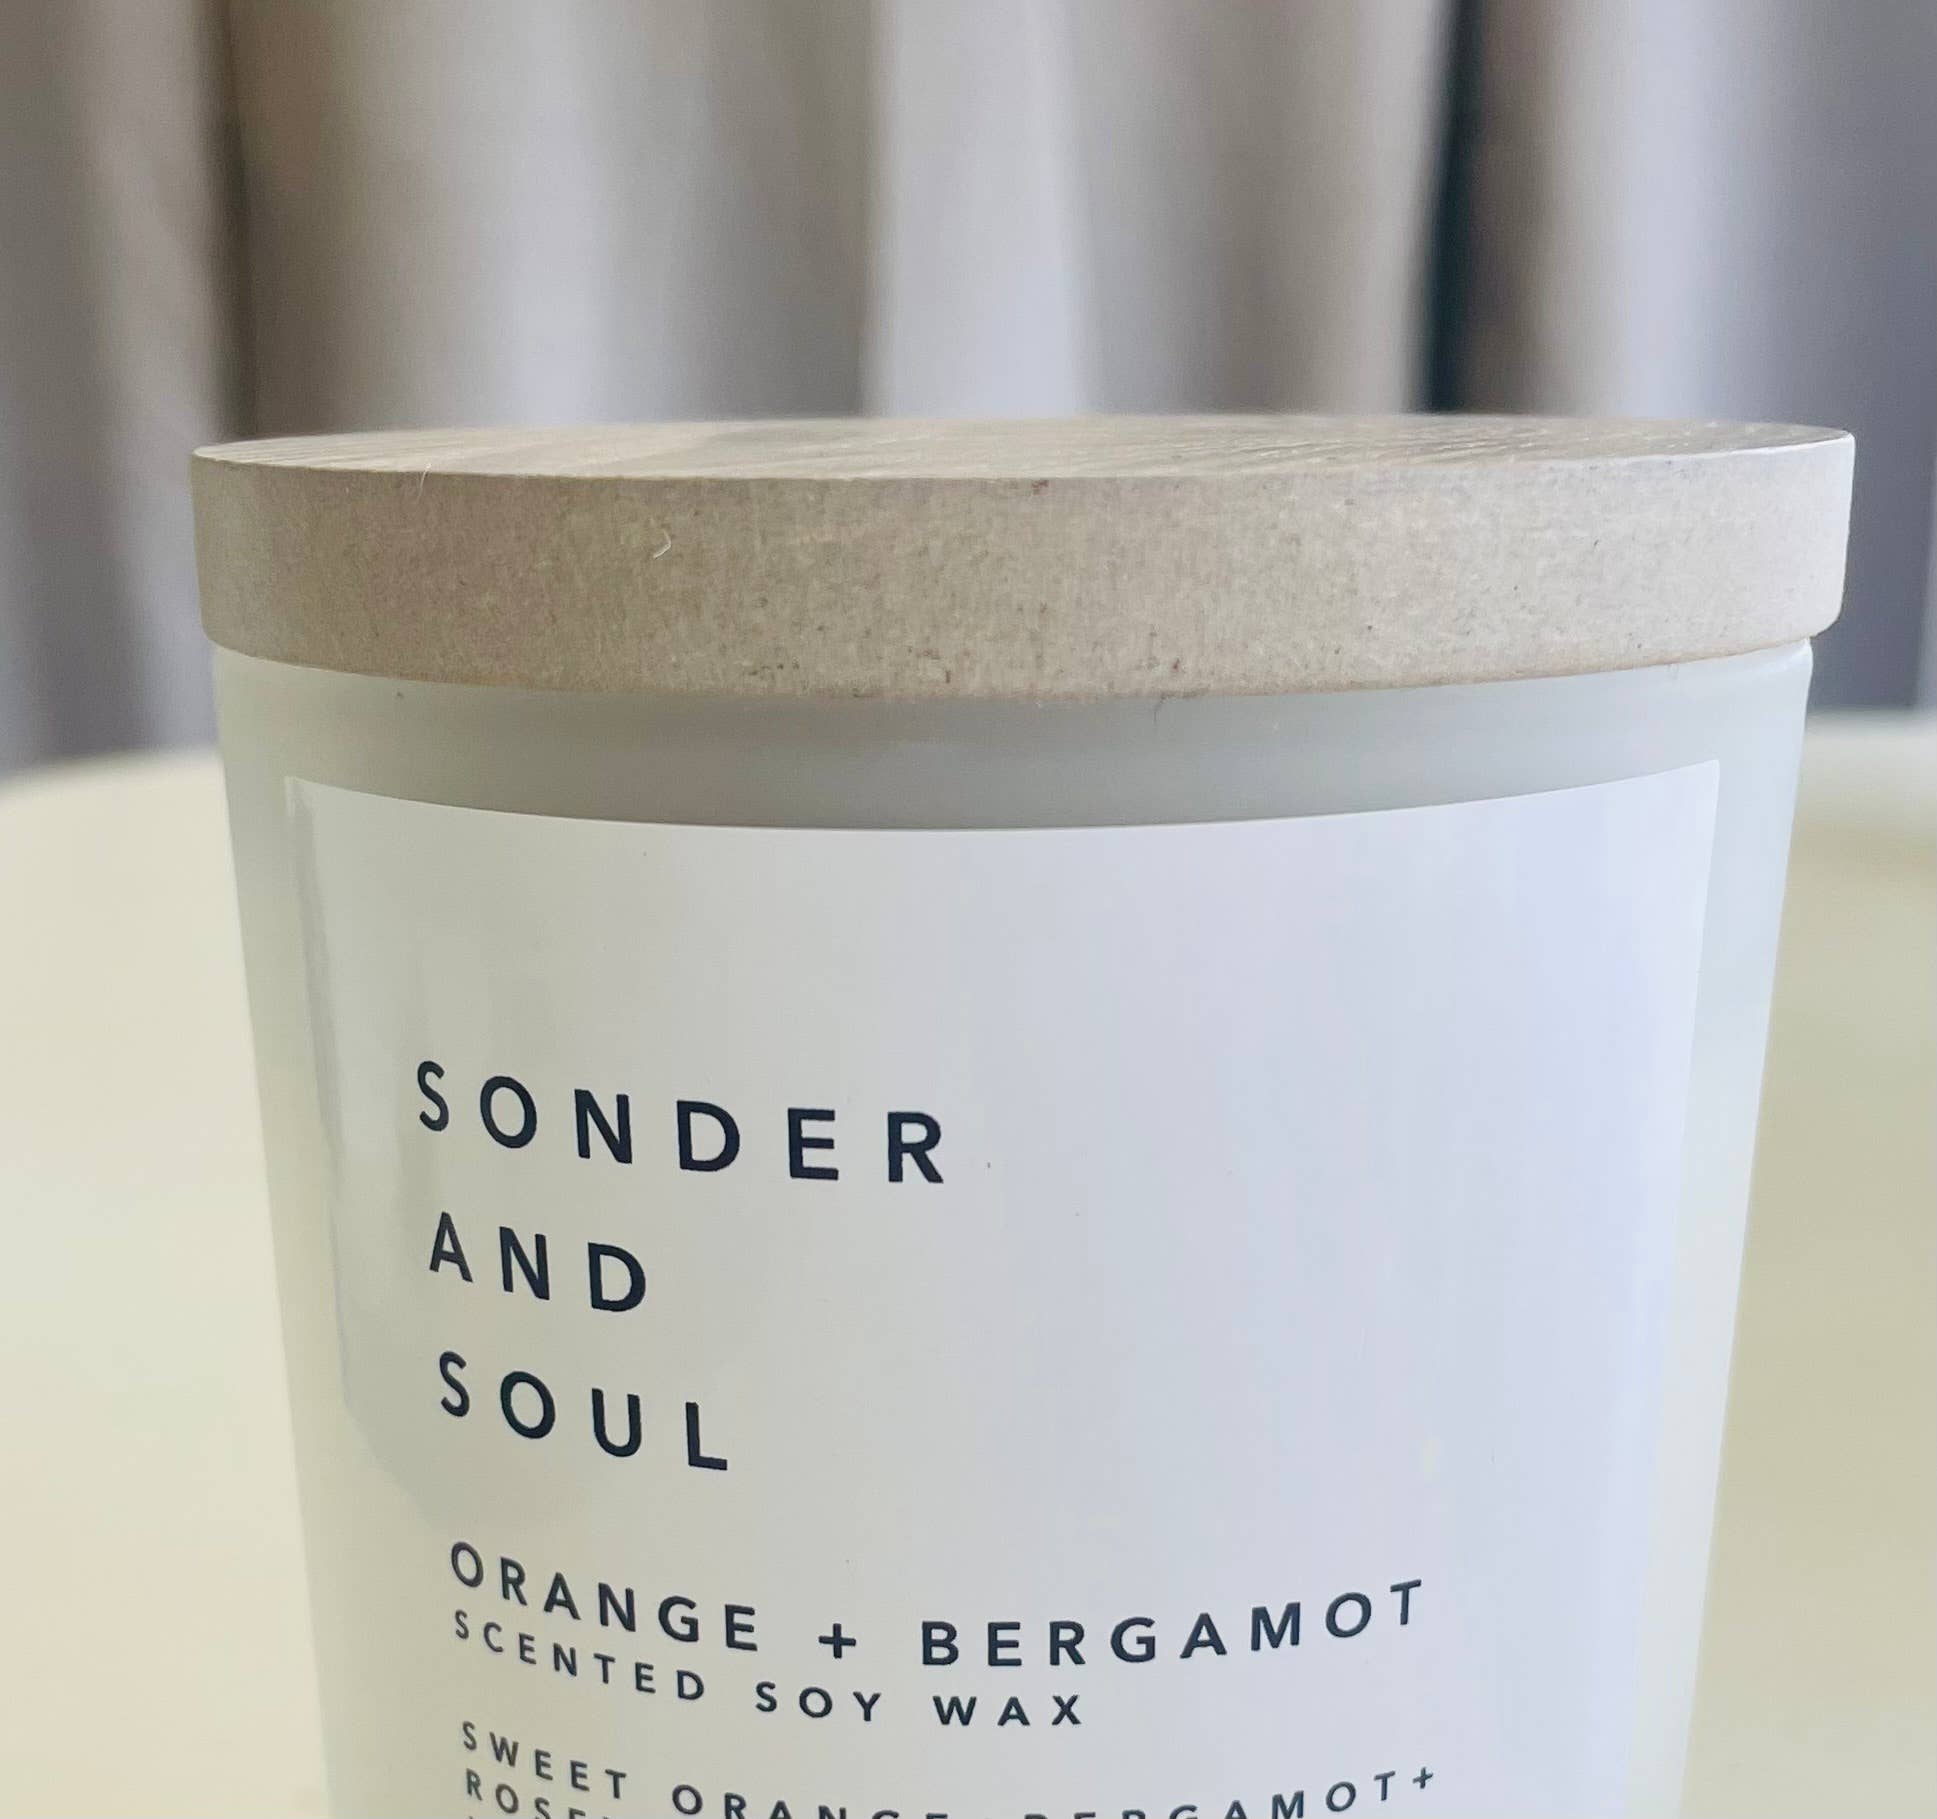 SONDER
AND
SOUL
ORANGE + BERGAMOT
SCENTED SOY WAX
SWEET ORANGE BERGAMOT+